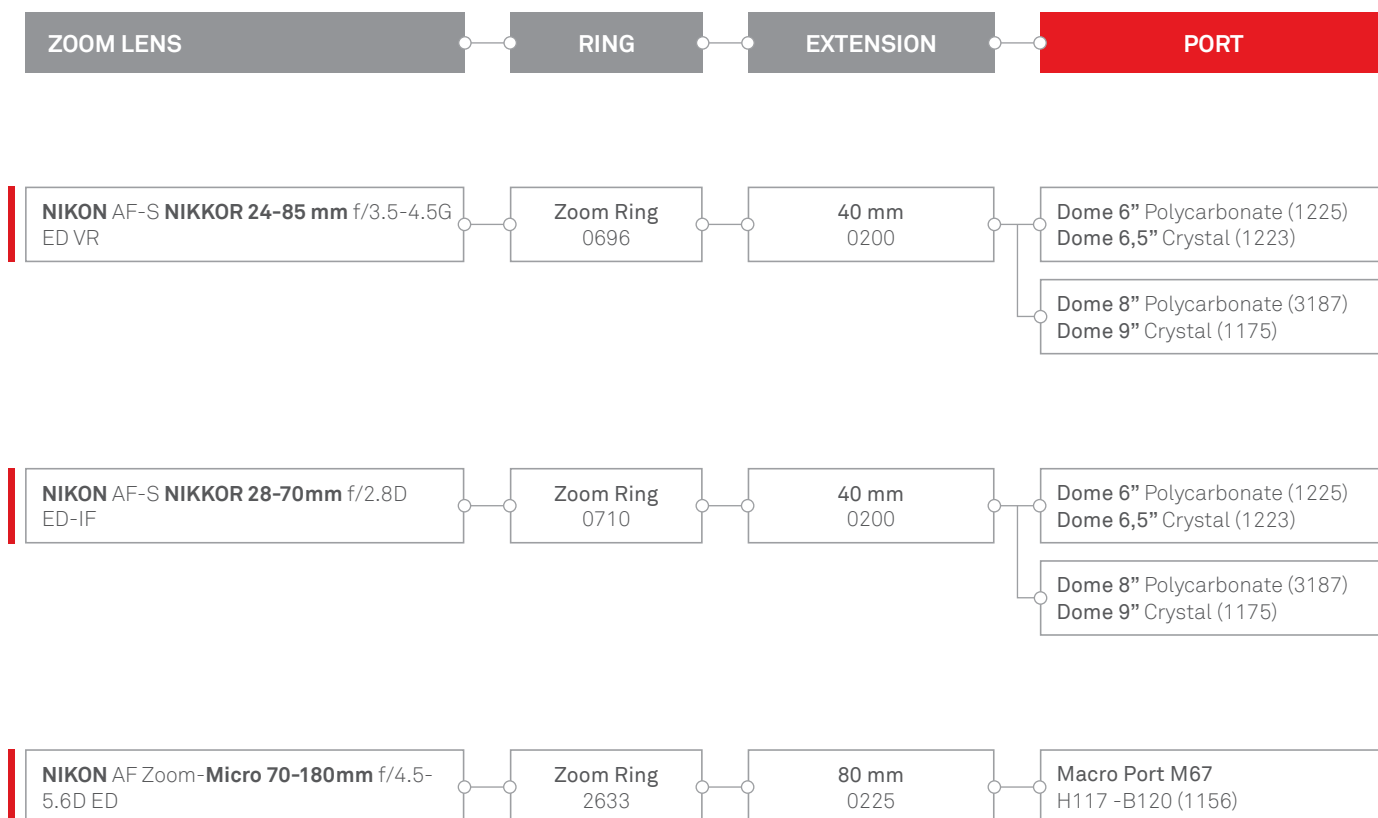 ZOOM LENS
RING
EXTENSION
PORT
NIKON AF-S NIKKOR 24-85 mm f/3.5-4.5G
ED VR
Zoom Ring
0696
40 mm
0200
Dome 6” Polycarbonate (1225)
Dome 6,5” Crystal (1223)
Dome 8” Polycarbonate (3187)
Dome 9” Crystal (1175)
NIKON AF-S NIKKOR 28-70mm f/2.8D
ED-IF
Zoom Ring
0710
40 mm
0200
Dome 6” Polycarbonate (1225)
Dome 6,5” Crystal (1223)
Dome 8” Polycarbonate (3187)
Dome 9” Crystal (1175)
NIKON AF Zoom-Micro 70-180mm f/4.5-
5.6D ED
Zoom Ring
2633
80 mm
0225
Macro Port M67
H117 -B120 (1156)